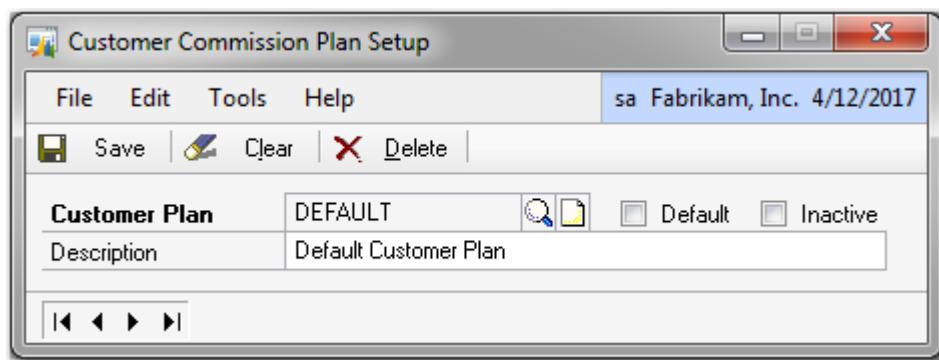 Customer Commission Plan Setup
File Edit Tools Help sa Fabrikam, Inc. 4/12/2017
Save Clear Delete
Customer Plan DEFAULT Default Inactive
Description Default Customer Plan